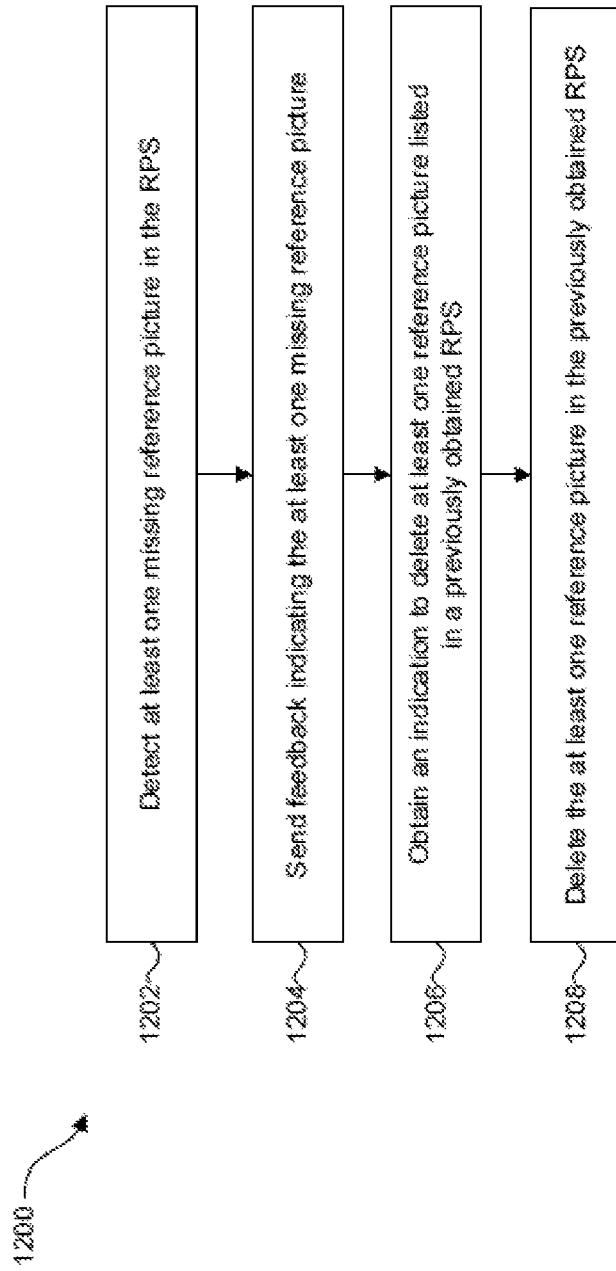 1200
1202
Detect at least one missing reference picture in the RPS
1204
Send feedback indicating the at least one missing reference picture
1206
Obtain an indication to delete at least one reference picture listed
in a previously obtained RPS
1208
Delete the at least one reference picture in the previously obtained RPS